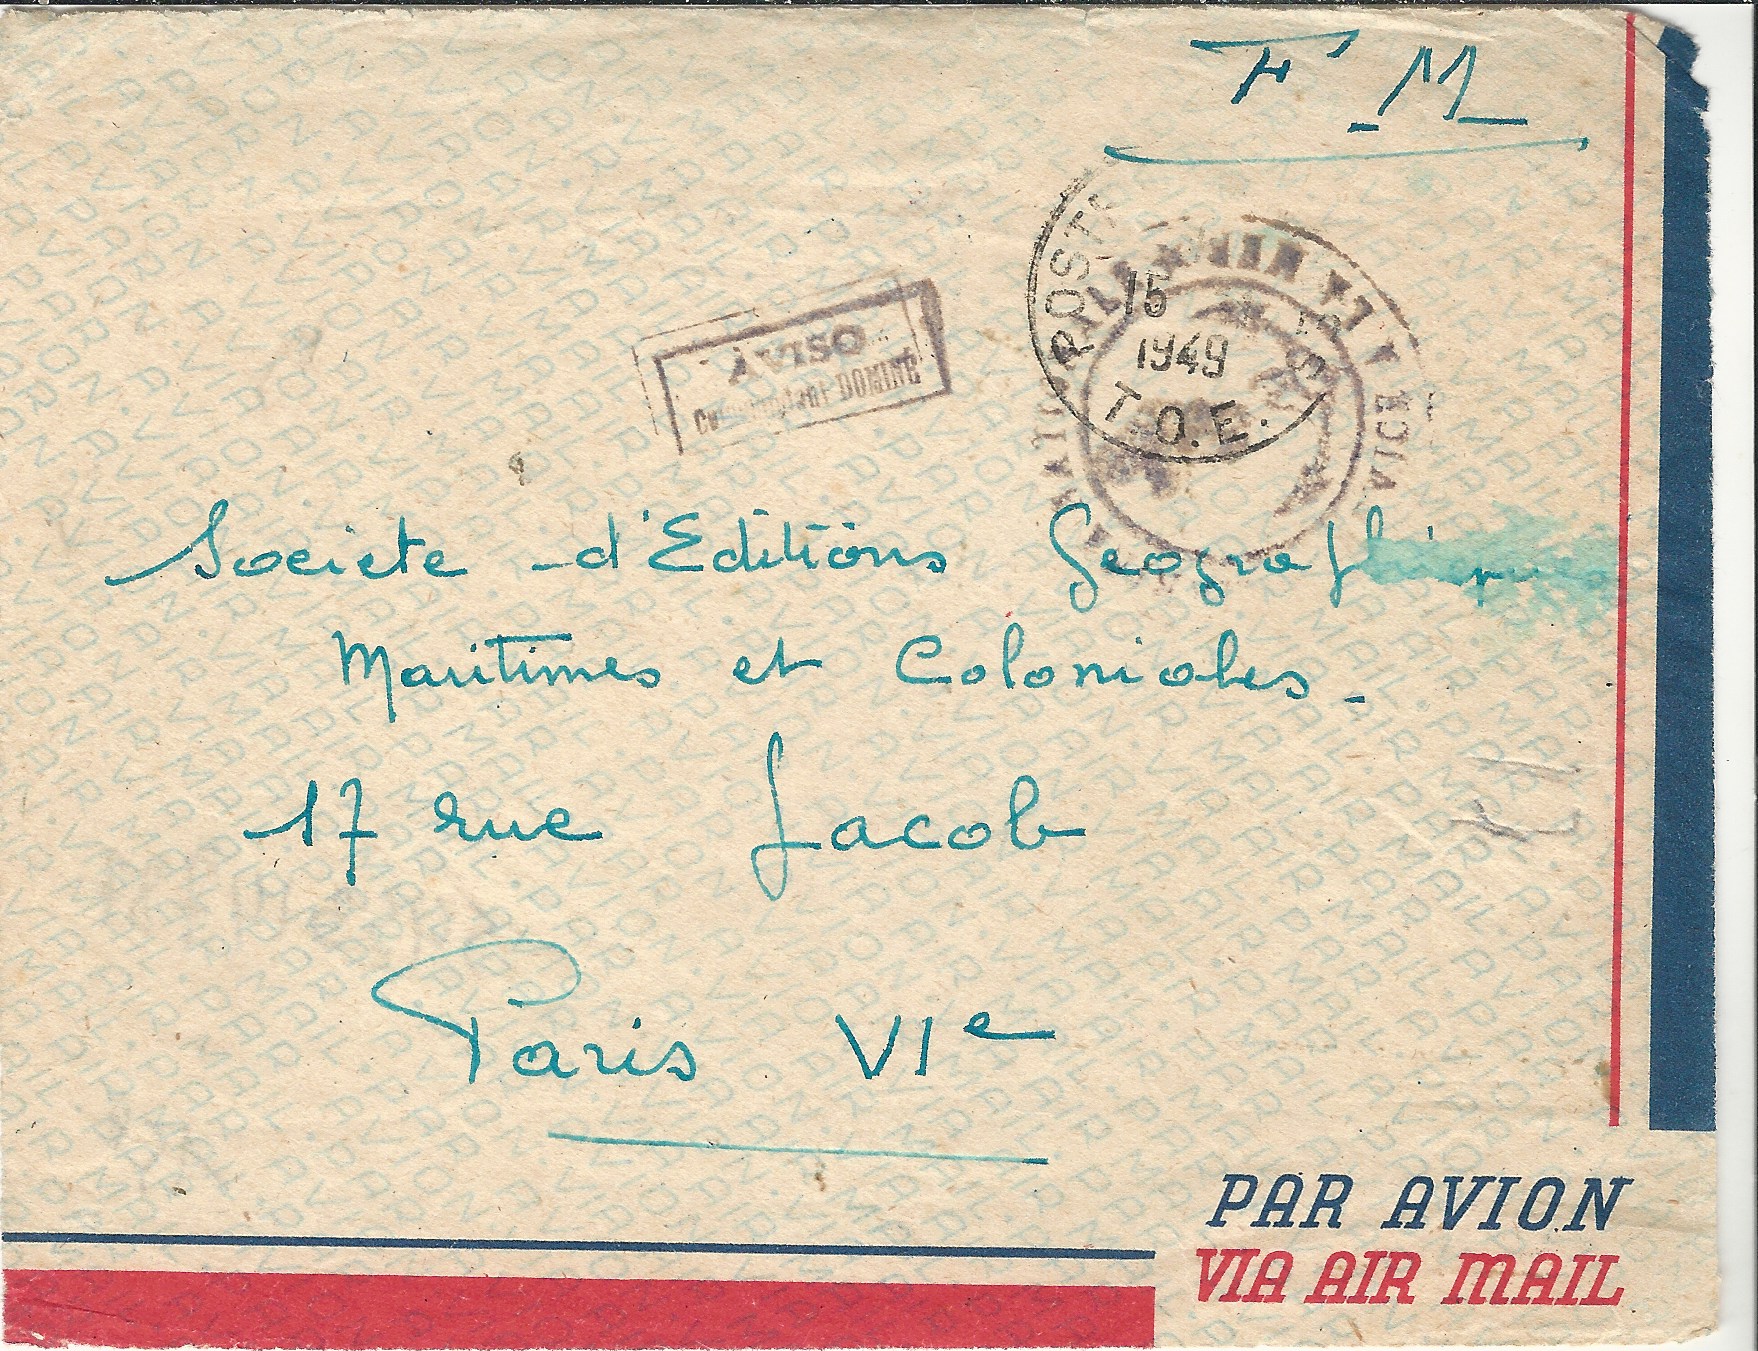 F M
POSTE
15
1949
T.O.E.
AVISO
Commandant DOMINÉ
Societe d'Editions Geographiques
Maritimes et Coloniales.
17 rue Jacob
Paris VIe
PAR AVION
VIA AIR MAIL